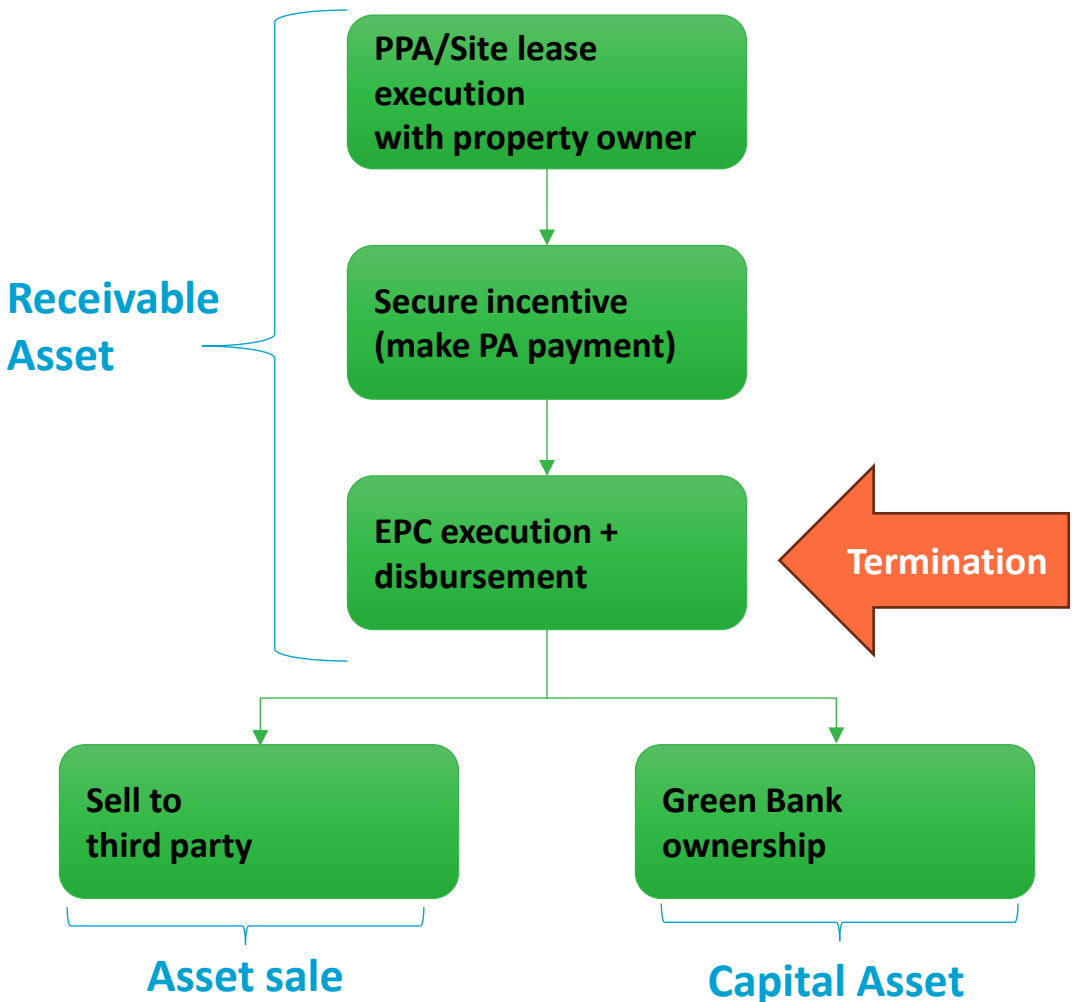 PPA/Site lease
execution
with property owner
Receivable
Asset
Secure incentive
(make PA payment)
EPC execution +
disbursement
Termination
Sell to
third party
Green Bank
ownership
Asset sale
Capital Asset